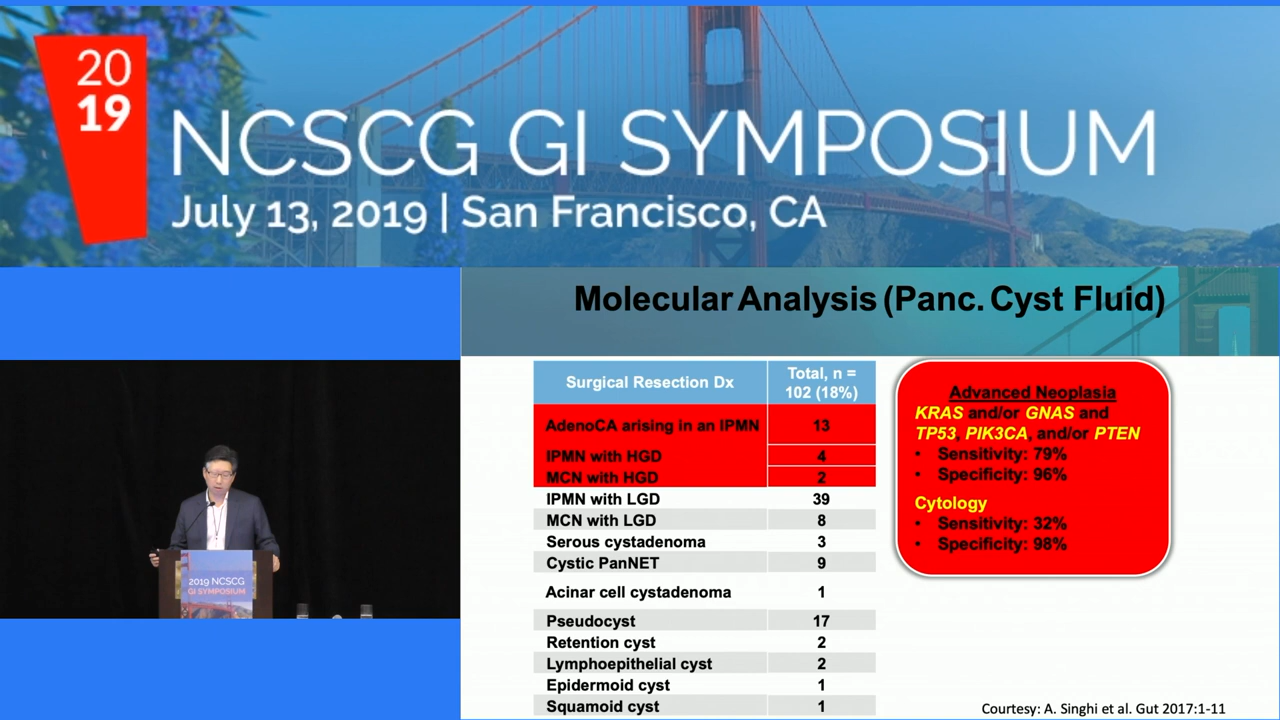 20
19
NCSCG GI SYMPOSIUM
July 13, 2019 | San Francisco, CA
2019 NCSCG
GI SYMPOSIUM
Molecular Analysis (Panc. Cyst Fluid)
Surgical Resection Dx
Total, n =
102 (18%)
AdenoCA arising in an IPMN 13
IPMN with HGD 4
MCN with HGD 2
IPMN with LGD 39
MCN with LGD 8
Serous cystadenoma 3
Cystic PanNET 9
Acinar cell cystadenoma 1
Pseudocyst 17
Retention cyst 2
Lymphoepithelial cyst 2
Epidermoid cyst 1
Squamoid cyst 1
Advanced Neoplasia
KRAS and/or GNAS and
TP53, PIK3CA, and/or PTEN
• Sensitivity: 79%
• Specificity: 96%
Cytology
• Sensitivity: 32%
• Specificity: 98%
Courtesy: A. Singhi et al. Gut 2017:1-11